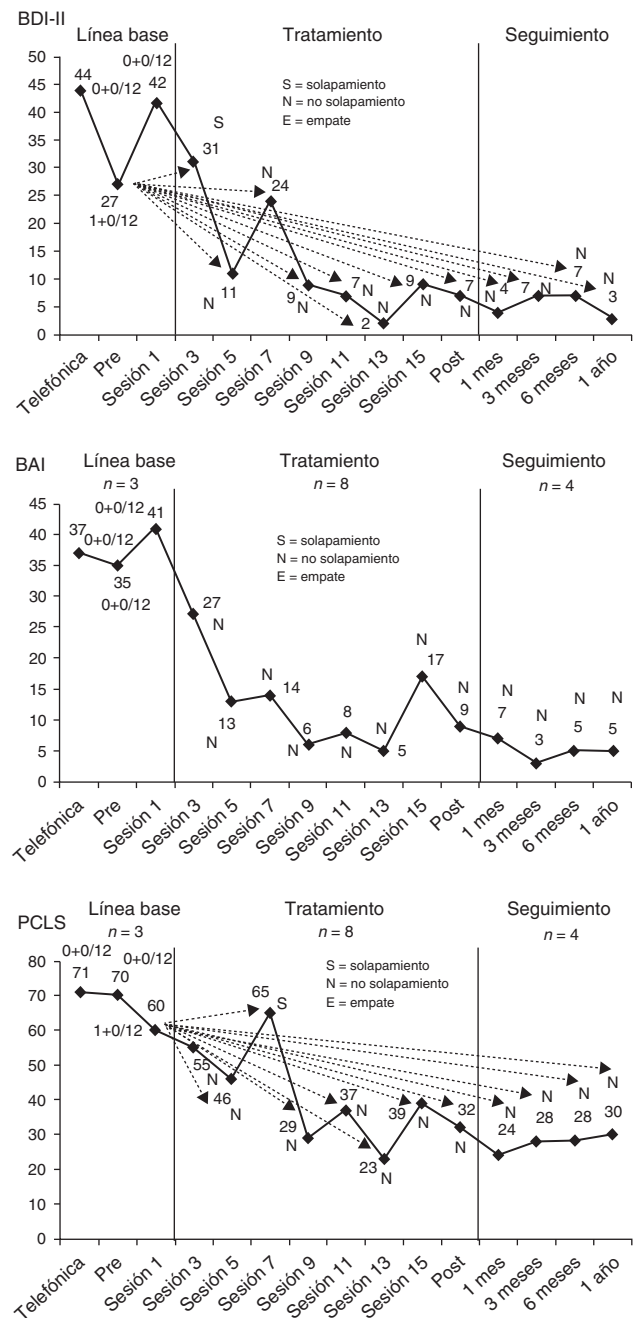 BDI-II
Línea base Tratamiento Seguimiento
0+0/12
50
45
40
35
30
25
20
15
10
5
0
44
0+0/12
42
27
1+0/12
S = solapamiento
N = no solapamiento
E = empate
S
31
N
24
11
N
9
N
7
N
2
N
9
N
7
N
N
4
7
N
N
7
N
3
Telefónica Pre Sesión 1 Sesión 3 Sesión 5 Sesión 7 Sesión 9 Sesión 11 Sesión 13 Sesión 15 Post 1 mes 3 meses 6 meses 1 año
BAI
Línea base Tratamiento Seguimiento
n = 3 n = 8 n = 4
45
40
35
30
25
20
15
10
5
0
0+0/12
37
0+0/12
41
35
0+0/12
S = solapamiento
N = no solapamiento
E = empate
27
N
13
N
N
14
6
N
8
N
N
5
N
17
N
9
N
7
N
3
N
5
N
5
Telefónica Pre Sesión 1 Sesión 3 Sesión 5 Sesión 7 Sesión 9 Sesión 11 Sesión 13 Sesión 15 Post 1 mes 3 meses 6 meses 1 año
PCLS
Línea base Tratamiento Seguimiento
n = 3 n = 8 n = 4
80
70
60
50
40
30
20
10
0
0+0/12 0+0/12
71 70
60
1+0/12
S = solapamiento
N = no solapamiento
E = empate
55
N
46
N
65
S
29
N
37
N
23
N
39
N
32
N
N
24
N
28
N
28
N
30
Telefónica Pre Sesión 1 Sesión 3 Sesión 5 Sesión 7 Sesión 9 Sesión 11 Sesión 13 Sesión 15 Post 1 mes 3 meses 6 meses 1 año